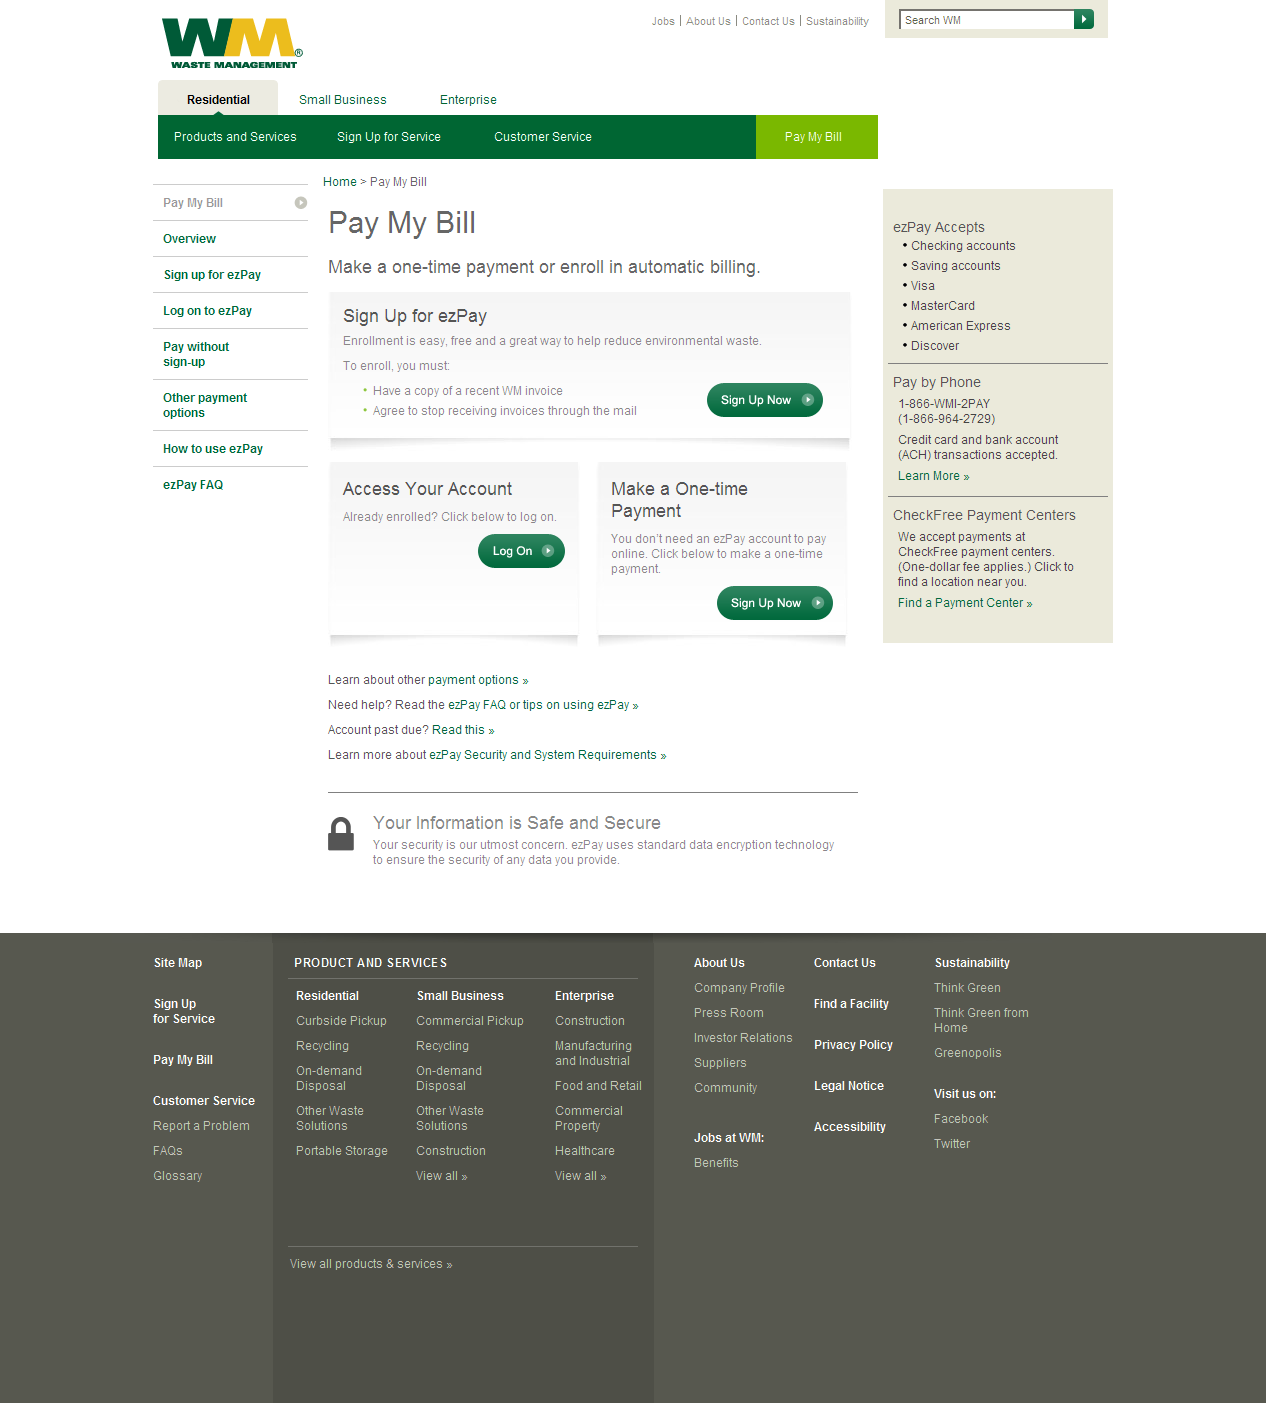 WM®
WASTE MANAGEMENT
Jobs | About Us | Contact Us | Sustainability
Search WM
Residential
Small Business
Enterprise
Products and Services
Sign Up for Service
Customer Service
Pay My Bill
Pay My Bill
Overview
Sign up for ezPay
Log on to ezPay
Pay without
sign-up
Other payment
options
How to use ezPay
ezPay FAQ
Home > Pay My Bill
Pay My Bill
Make a one-time payment or enroll in automatic billing.
Sign Up for ezPay
Enrollment is easy, free and a great way to help reduce environmental waste.
To enroll, you must:
• Have a copy of a recent WM invoice
• Agree to stop receiving invoices through the mail
Sign Up Now
Access Your Account
Already enrolled? Click below to log on.
Log On
Make a One-time
Payment
You don't need an ezPay account to pay
online. Click below to make a one-time
payment.
Sign Up Now
Learn about other payment options »
Need help? Read the ezPay FAQ or tips on using ezPay »
Account past due? Read this »
Learn more about ezPay Security and System Requirements »
Your Information is Safe and Secure
Your security is our utmost concern. ezPay uses standard data encryption technology
to ensure the security of any data you provide.
ezPay Accepts
• Checking accounts
• Saving accounts
• Visa
• MasterCard
• American Express
• Discover
Pay by Phone
1-866-WMI-2PAY
(1-866-964-2729)
Credit card and bank account
(ACH) transactions accepted.
Learn More »
CheckFree Payment Centers
We accept payments at
CheckFree payment centers.
(One-dollar fee applies.) Click to
find a location near you.
Find a Payment Center »
Site Map
Sign Up
for Service
Pay My Bill
Customer Service
Report a Problem
FAQs
Glossary
PRODUCT AND SERVICES
Residential
Curbside Pickup
Recycling
On-demand
Disposal
Other Waste
Solutions
Portable Storage
Small Business
Commercial Pickup
Recycling
On-demand
Disposal
Other Waste
Solutions
Construction
View all »
Enterprise
Construction
Manufacturing
and Industrial
Food and Retail
Commercial
Property
Healthcare
View all »
View all products & services »
About Us
Company Profile
Press Room
Investor Relations
Suppliers
Community
Jobs at WM:
Benefits
Contact Us
Find a Facility
Privacy Policy
Legal Notice
Accessibility
Sustainability
Think Green
Think Green from
Home
Greenopolis
Visit us on:
Facebook
Twitter